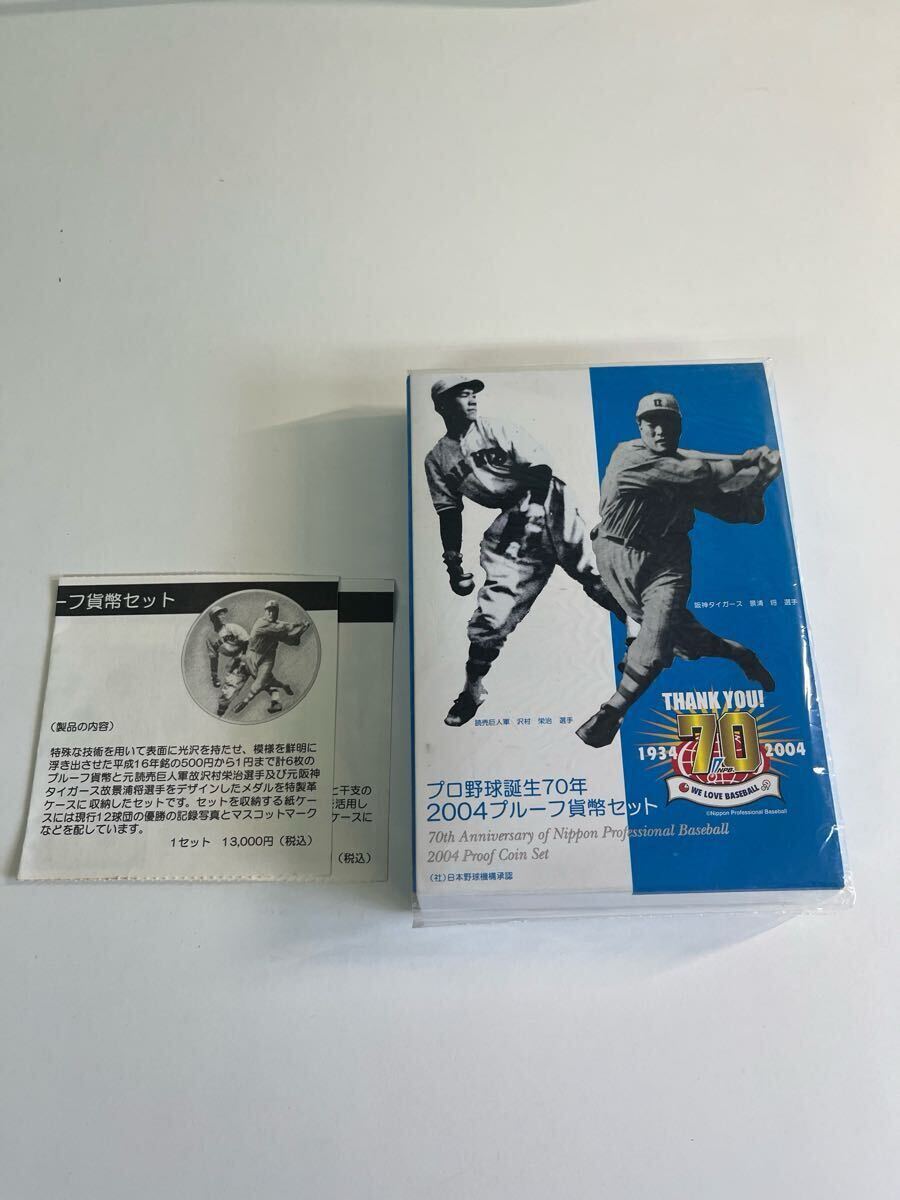 ーフ貨幣セット
（製品の内容）
特殊な技術を用いて表面に光沢を持たせ、模様を鮮明に
浮き出させた平成16年銘の500円から1円まで計6枚の
プルーフ貨幣と元読売巨人軍故沢村栄治選手及び元阪神
タイガース故景浦將選手をデザインしたメダルを特製革
ケースに収納したセットです。セットを収納する紙ケー
スには現行12球団の優勝の記録写真とマスコットマーク
などを配しています。
1セット 13,000円（税込）
と干支の
活用し
ケースに
（税込）
阪神タイガース 景浦 將 選手
読売巨人軍 沢村 栄治 選手
THANK YOU!
70
1934 2004
NPB
WE LOVE BASEBALL
©Nippon Professional Baseball
プロ野球誕生70年
2004プルーフ貨幣セット
70th Anniversary of Nippon Professional Baseball
2004 Proof Coin Set
（社）日本野球機構承認